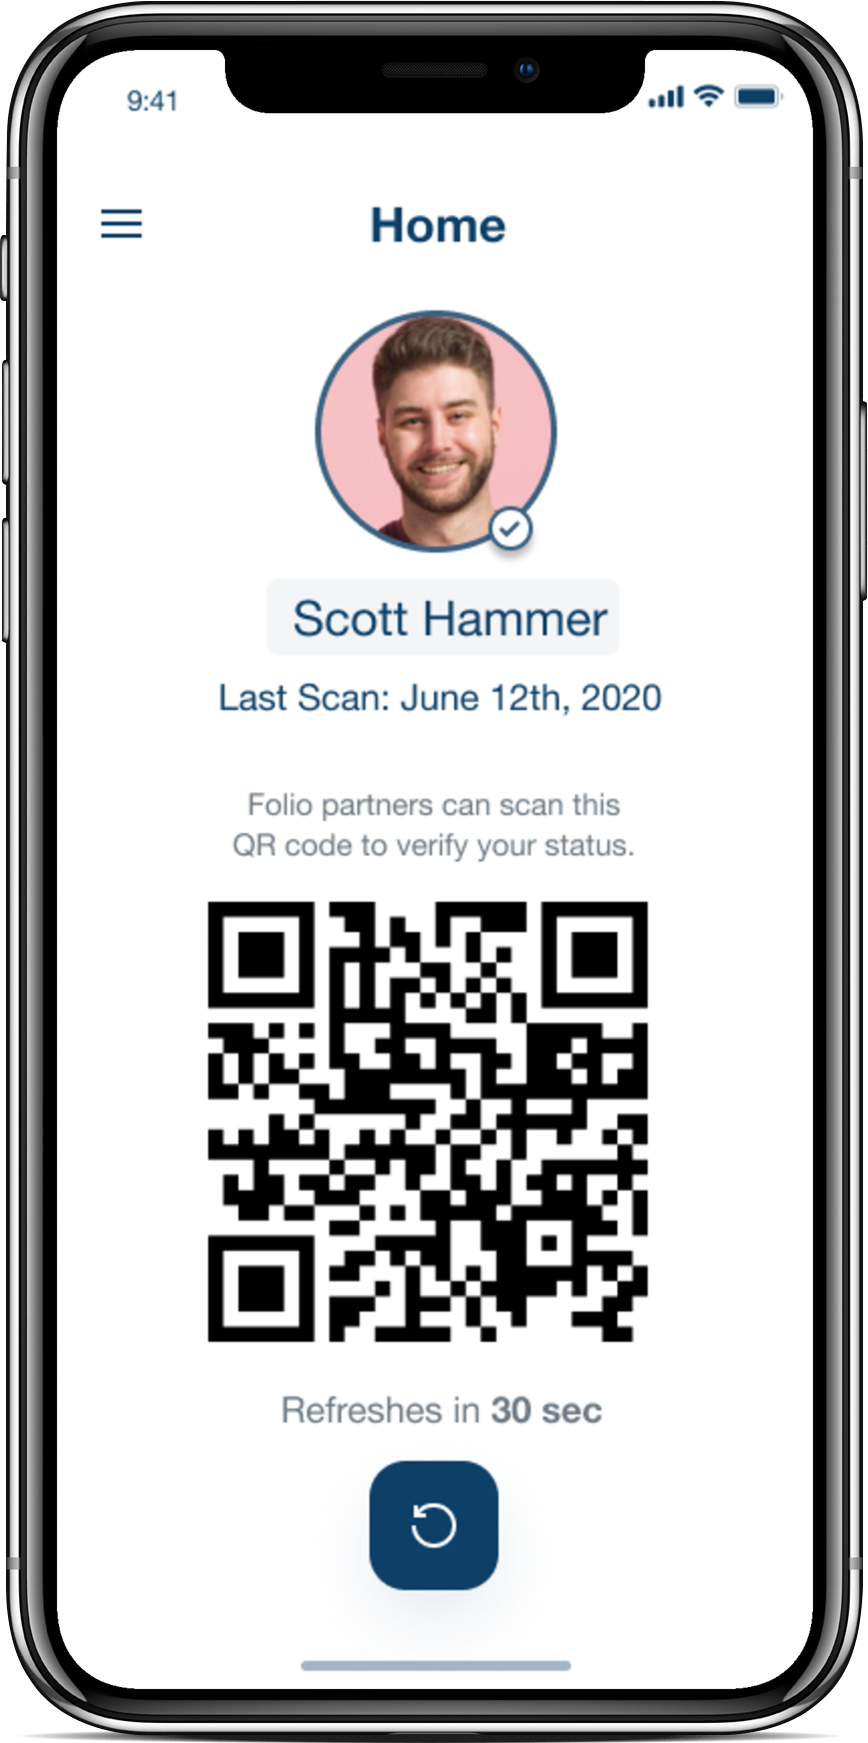 9:41
Home
Scott Hammer
Last Scan: June 12th, 2020
Folio partners can scan this
QR code to verify your status.
Refreshes in 30 sec